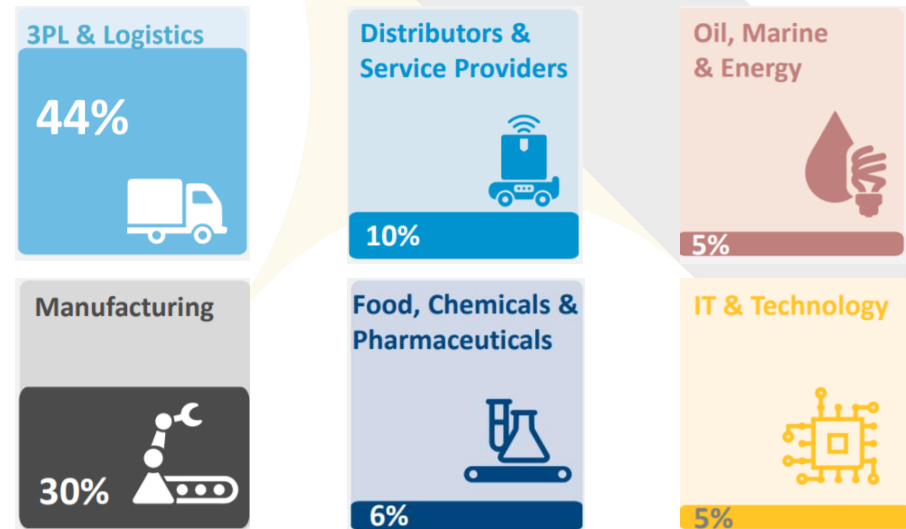 3PL & Logistics
44%
Distributors &
Service Providers
10%
Oil, Marine
& Energy
5%
Manufacturing
30%
Food, Chemicals &
Pharmaceuticals
6%
IT & Technology
5%